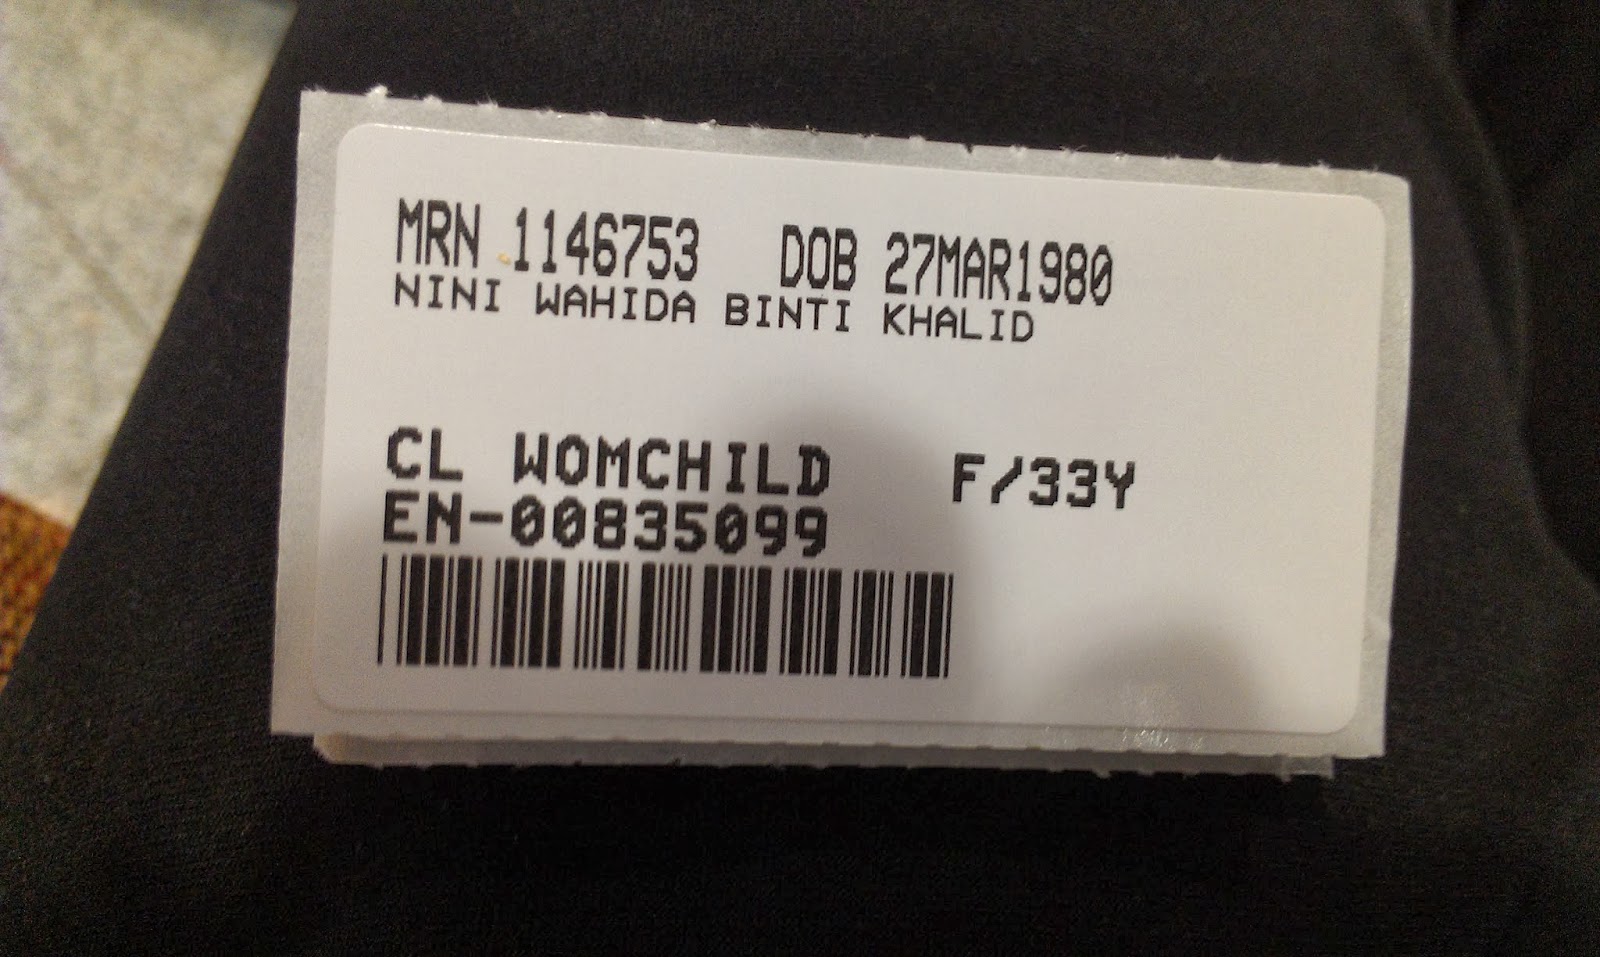 MRN 1146753 DOB 27MAR1980
NINI WAHIDA BINTI KHALID
CL WOMCHILD F/33Y
EN-00835099